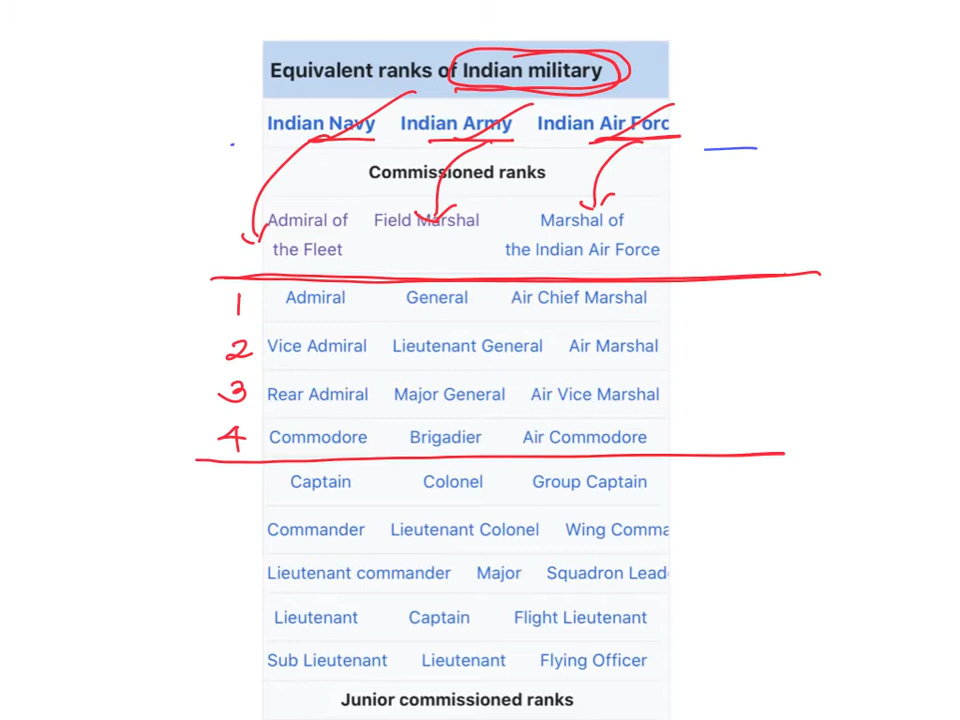 Equivalent ranks of Indian military
Indian Navy Indian Army Indian Air Forc
Commissioned ranks
Admiral of Field Marshal Marshal of
the Fleet the Indian Air Force
1 Admiral General Air Chief Marshal
2 Vice Admiral Lieutenant General Air Marshal
3 Rear Admiral Major General Air Vice Marshal
4 Commodore Brigadier Air Commodore
Captain Colonel Group Captain
Commander Lieutenant Colonel Wing Comma
Lieutenant commander Major Squadron Lead
Lieutenant Captain Flight Lieutenant
Sub Lieutenant Lieutenant Flying Officer
Junior commissioned ranks